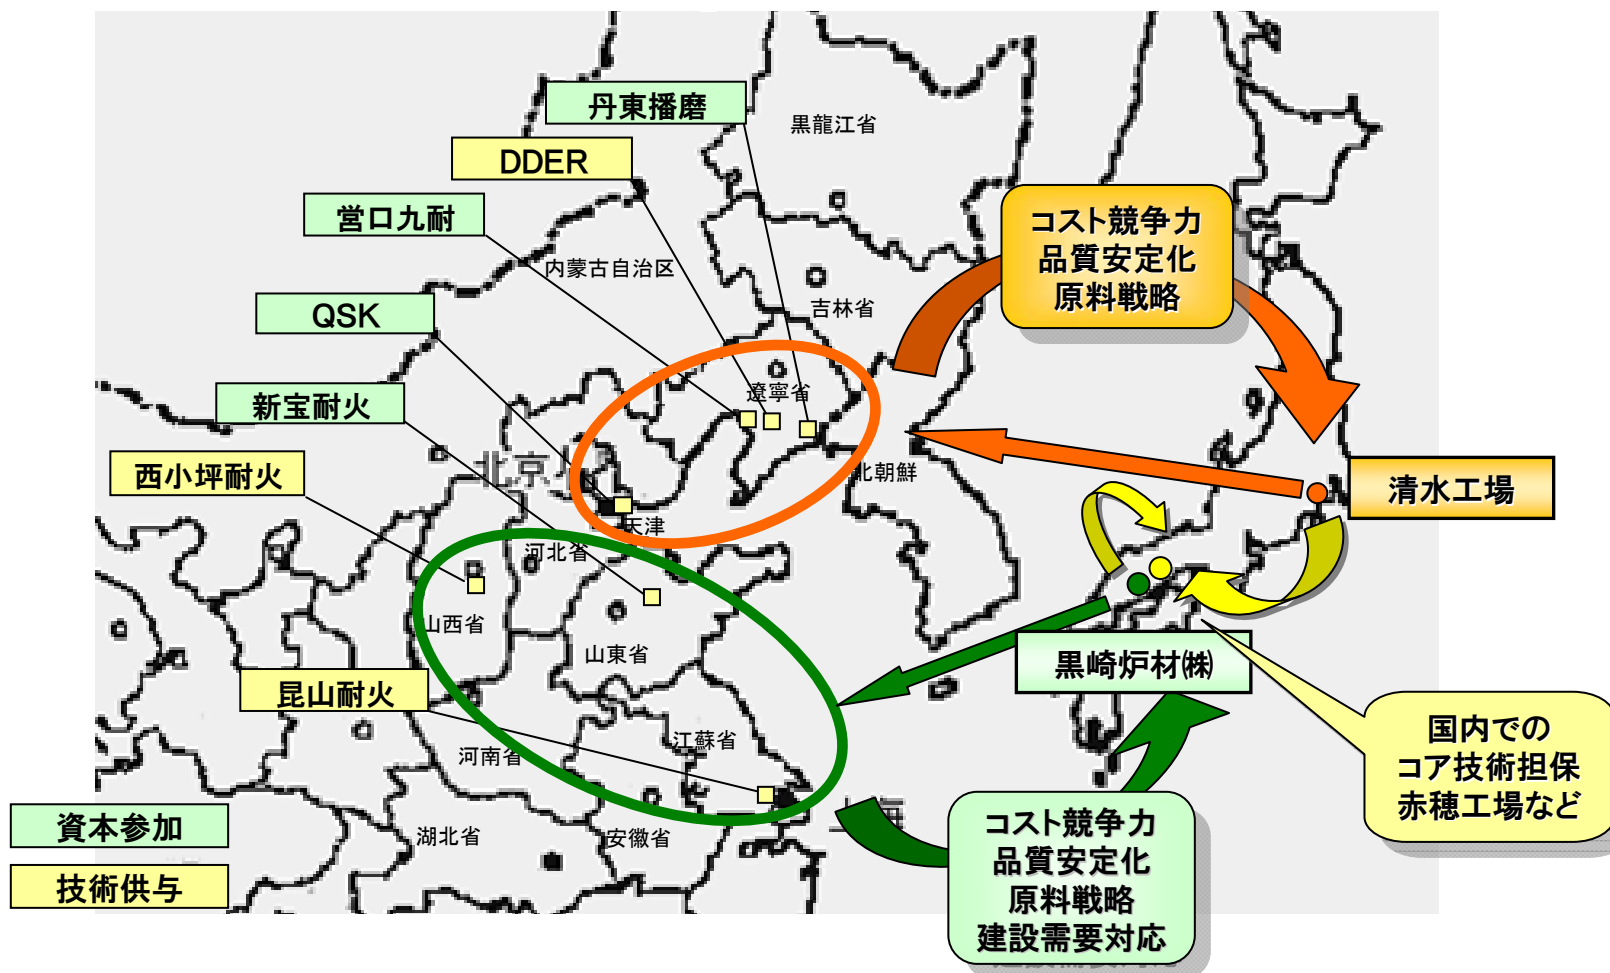 丹東播磨
黒龍江省
DDER
コスト競争力
品質安定化
原料戦略
営口九耐
内蒙古自治区
吉林省
QSK
新宝耐火
遼寧省
北京
西小坪耐火
北朝鮮
清水工場
天津
河北省
山西省
山東省
黒崎炉材㈱
昆山耐火
江蘇省
河南省
国内での
コア技術担保
赤穂工場など
上海
資本参加
湖北省
安徽省
コスト競争力
品質安定化
原料戦略
建設需要対応
技術供与